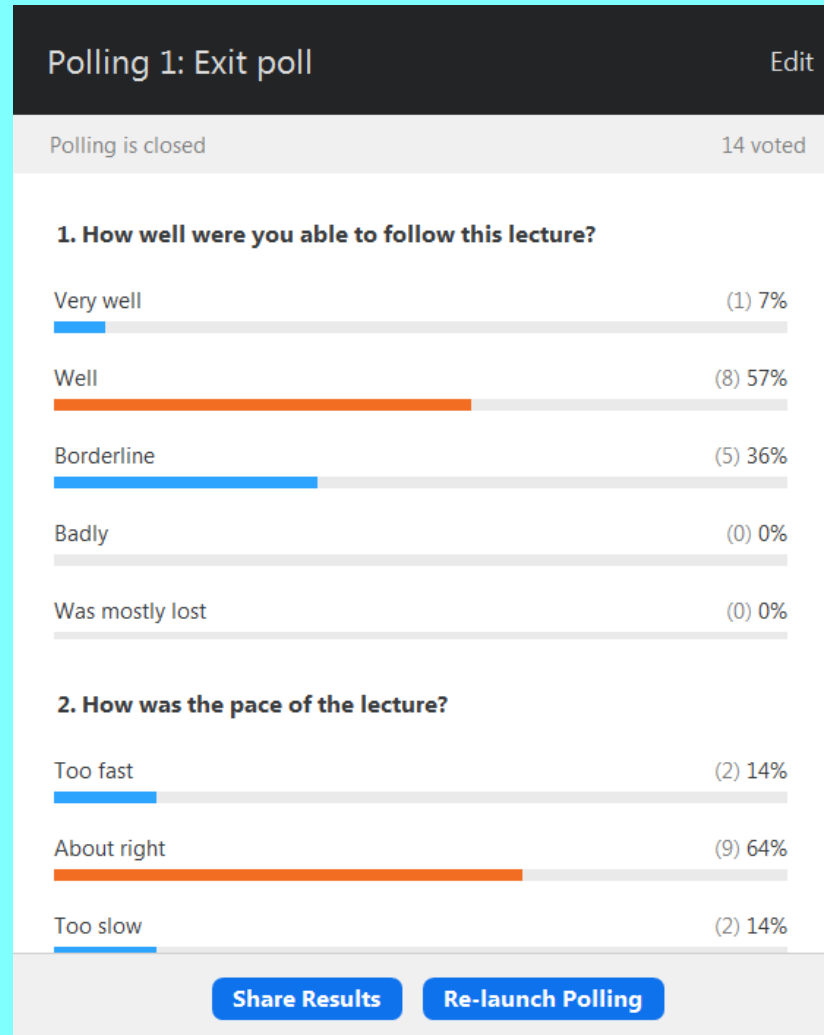 Polling 1: Exit poll Edit
Polling is closed 14 voted
1. How well were you able to follow this lecture?
Very well (1) 7%
Well (8) 57%
Borderline (5) 36%
Badly (0) 0%
Was mostly lost (0) 0%
2. How was the pace of the lecture?
Too fast (2) 14%
About right (9) 64%
Too slow (2) 14%
Share Results Re-launch Polling